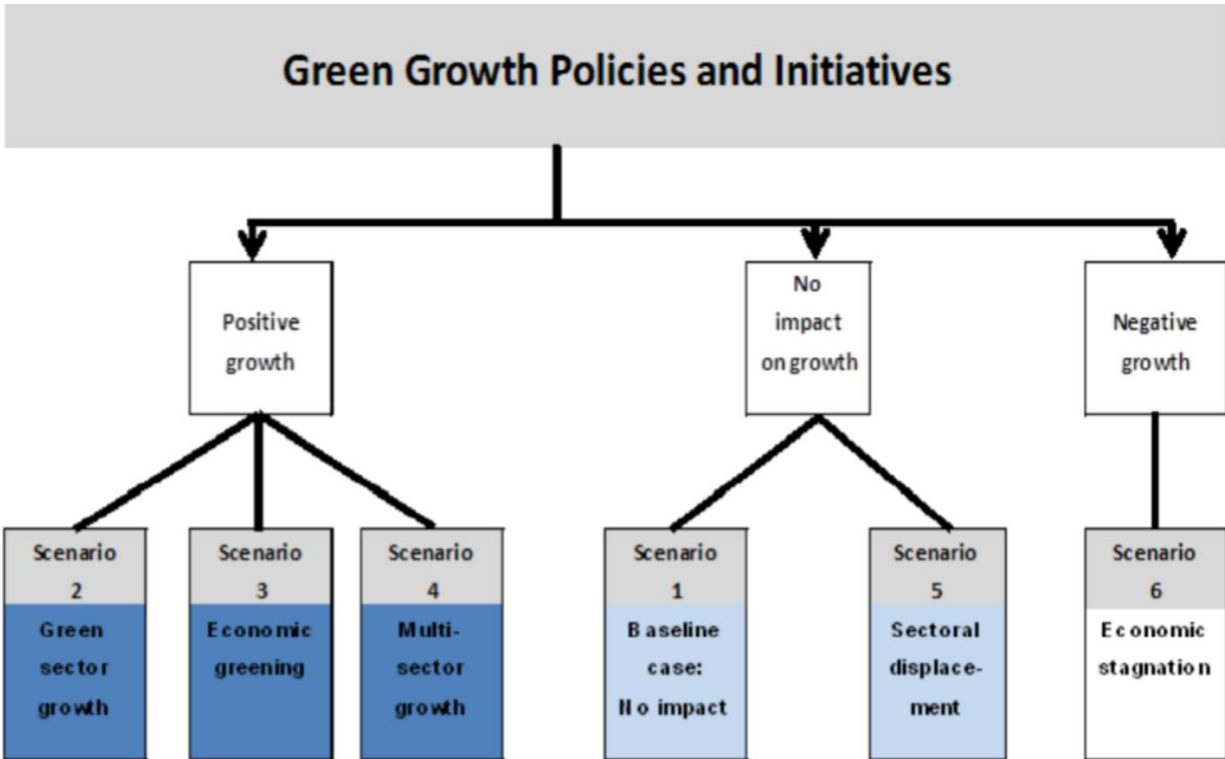 Green Growth Policies and Initiatives
Positive
growth
No
impact
on growth
Negative
growth
Scenario
2
Green
sector
growth
Scenario
3
Economic
greening
Scenario
4
Multi-
sector
growth
Scenario
1
Baseline
case:
No impact
Scenario
5
Sectoral
displace-
ment
Scenario
6
Economic
stagnation